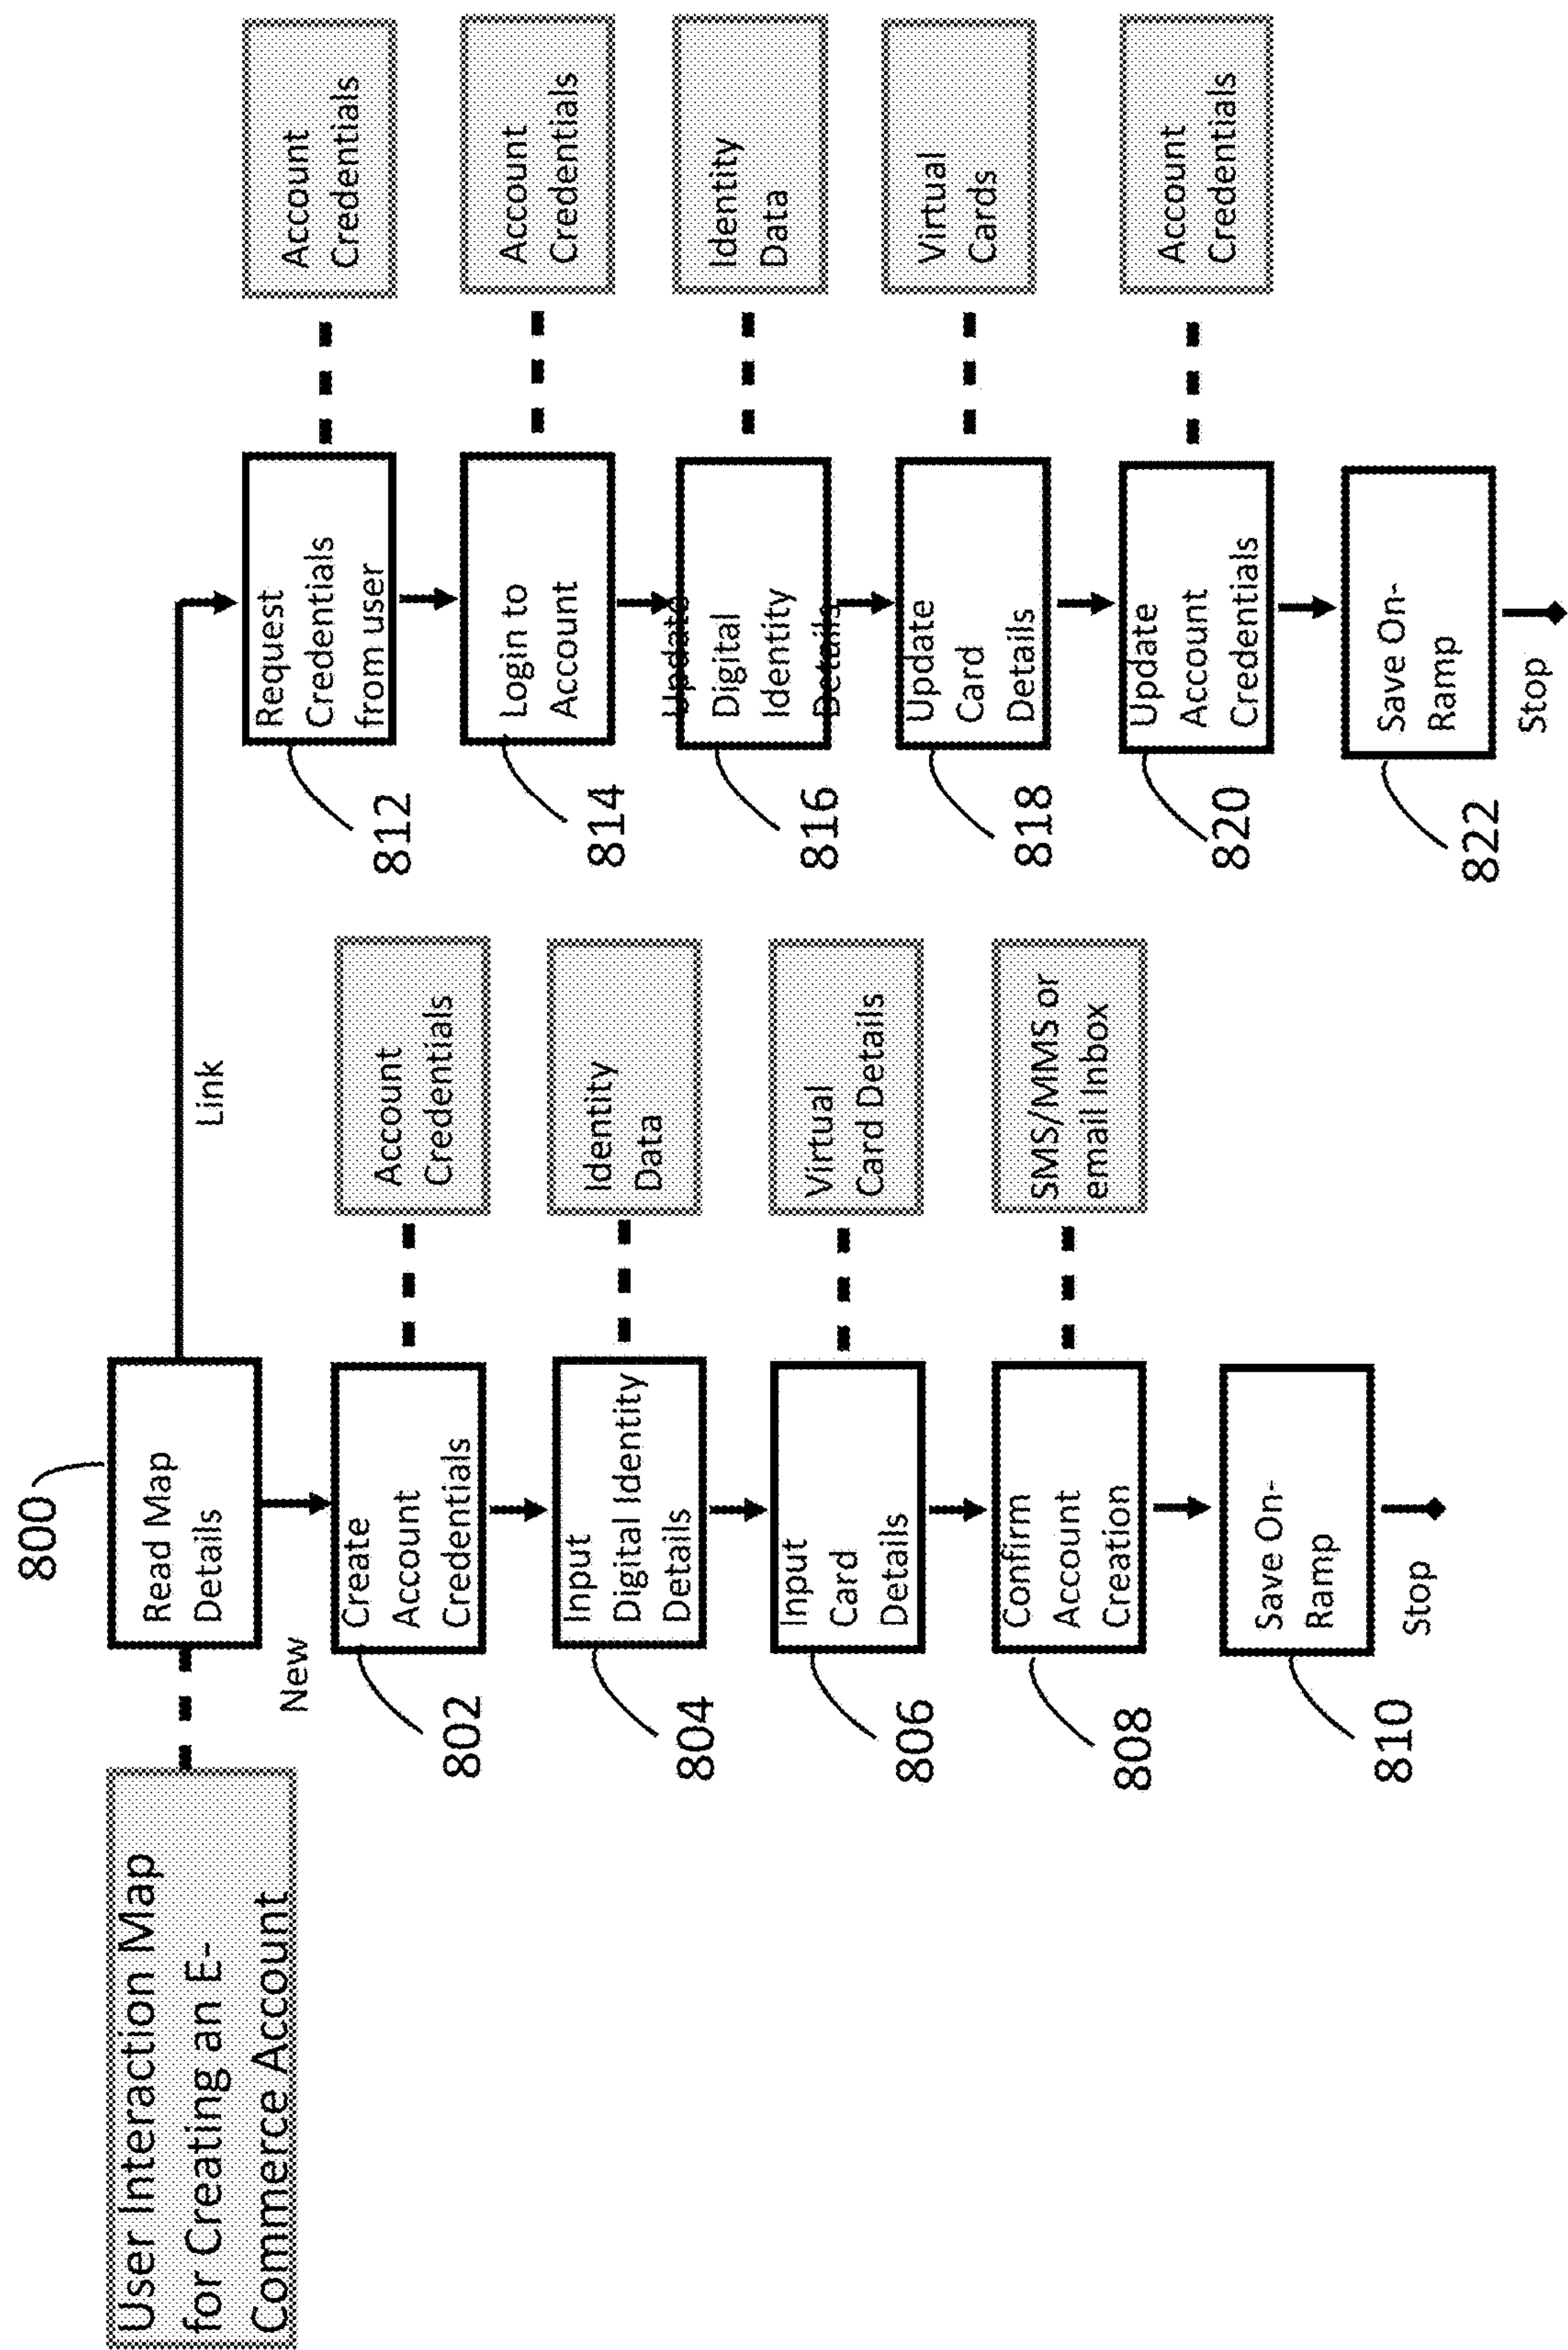 User Interaction Map
for Creating an E-
Commerce Account
800
Read Map
Details
Link
New
802
Create
Account
Credentials
Account
Credentials
804
Input
Digital Identity
Details
Identity
Data
806
Input
Card
Details
Virtual
Card Details
808
Confirm
Account
Creation
SMS/MMS or
email Inbox
810
Save On-
Ramp
Stop
812
Request
Credentials
from user
Account
Credentials
814
Login to
Account
Account
Credentials
816
Update
Digital
Identity
Details
Identity
Data
818
Update
Card
Details
Virtual
Cards
820
Update
Account
Credentials
Account
Credentials
822
Save On-
Ramp
Stop